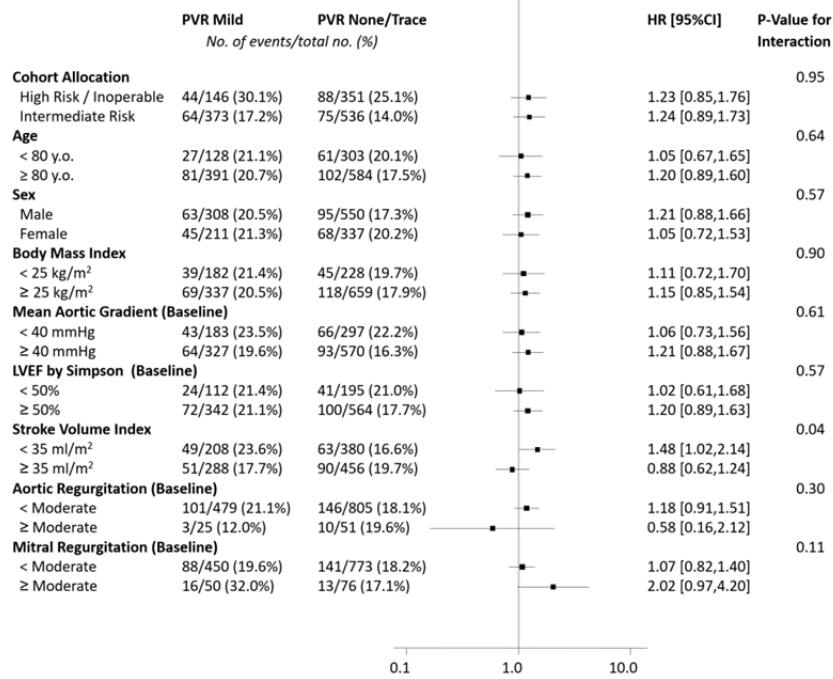 PVR Mild PVR None/Trace HR [95%CI] P-Value for
No. of events/total no. (%) Interaction
Cohort Allocation 0.95
High Risk / Inoperable 44/146 (30.1%) 88/351 (25.1%) 1.23 [0.85,1.76]
Intermediate Risk 64/373 (17.2%) 75/536 (14.0%) 1.24 [0.89,1.73]
Age 0.64
< 80 y.o. 27/128 (21.1%) 61/303 (20.1%) 1.05 [0.67,1.65]
≥ 80 y.o. 81/391 (20.7%) 102/584 (17.5%) 1.20 [0.89,1.60]
Sex 0.57
Male 63/308 (20.5%) 95/550 (17.3%) 1.21 [0.88,1.66]
Female 45/211 (21.3%) 68/337 (20.2%) 1.05 [0.72,1.53]
Body Mass Index 0.90
< 25 kg/m² 39/182 (21.4%) 45/228 (19.7%) 1.11 [0.72,1.70]
≥ 25 kg/m² 69/337 (20.5%) 118/659 (17.9%) 1.15 [0.85,1.54]
Mean Aortic Gradient (Baseline) 0.61
< 40 mmHg 43/183 (23.5%) 66/297 (22.2%) 1.06 [0.73,1.56]
≥ 40 mmHg 64/327 (19.6%) 93/570 (16.3%) 1.21 [0.88,1.67]
LVEF by Simpson (Baseline) 0.57
< 50% 24/112 (21.4%) 41/195 (21.0%) 1.02 [0.61,1.68]
≥ 50% 72/342 (21.1%) 100/564 (17.7%) 1.20 [0.89,1.63]
Stroke Volume Index 0.04
< 35 ml/m² 49/208 (23.6%) 63/380 (16.6%) 1.48 [1.02,2.14]
≥ 35 ml/m² 51/288 (17.7%) 90/456 (19.7%) 0.88 [0.62,1.24]
Aortic Regurgitation (Baseline) 0.30
< Moderate 101/479 (21.1%) 146/805 (18.1%) 1.18 [0.91,1.51]
≥ Moderate 3/25 (12.0%) 10/51 (19.6%) 0.58 [0.16,2.12]
Mitral Regurgitation (Baseline) 0.11
< Moderate 88/450 (19.6%) 141/773 (18.2%) 1.07 [0.82,1.40]
≥ Moderate 16/50 (32.0%) 13/76 (17.1%) 2.02 [0.97,4.20]
0.1 1.0 10.0